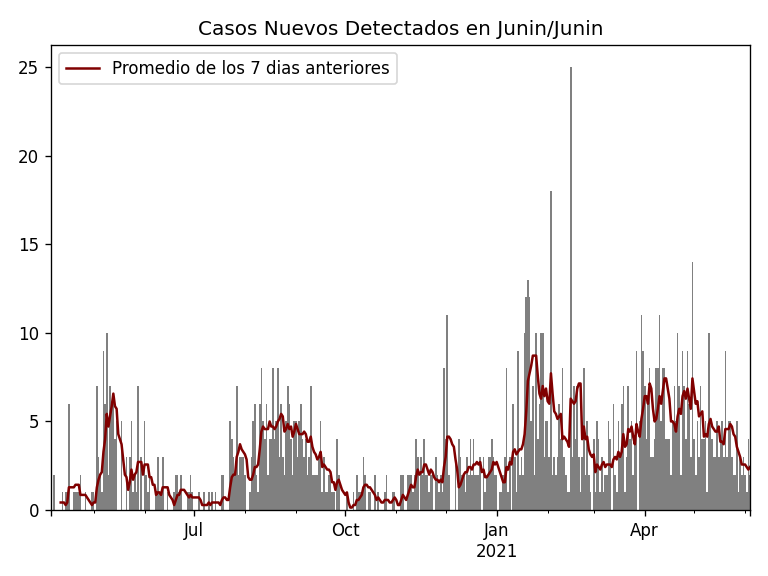 Casos Nuevos Detectados en Junin/Junin
Promedio de los 7 dias anteriores
25
20
15
10
5
0
Jul
Oct
Jan
2021
Apr